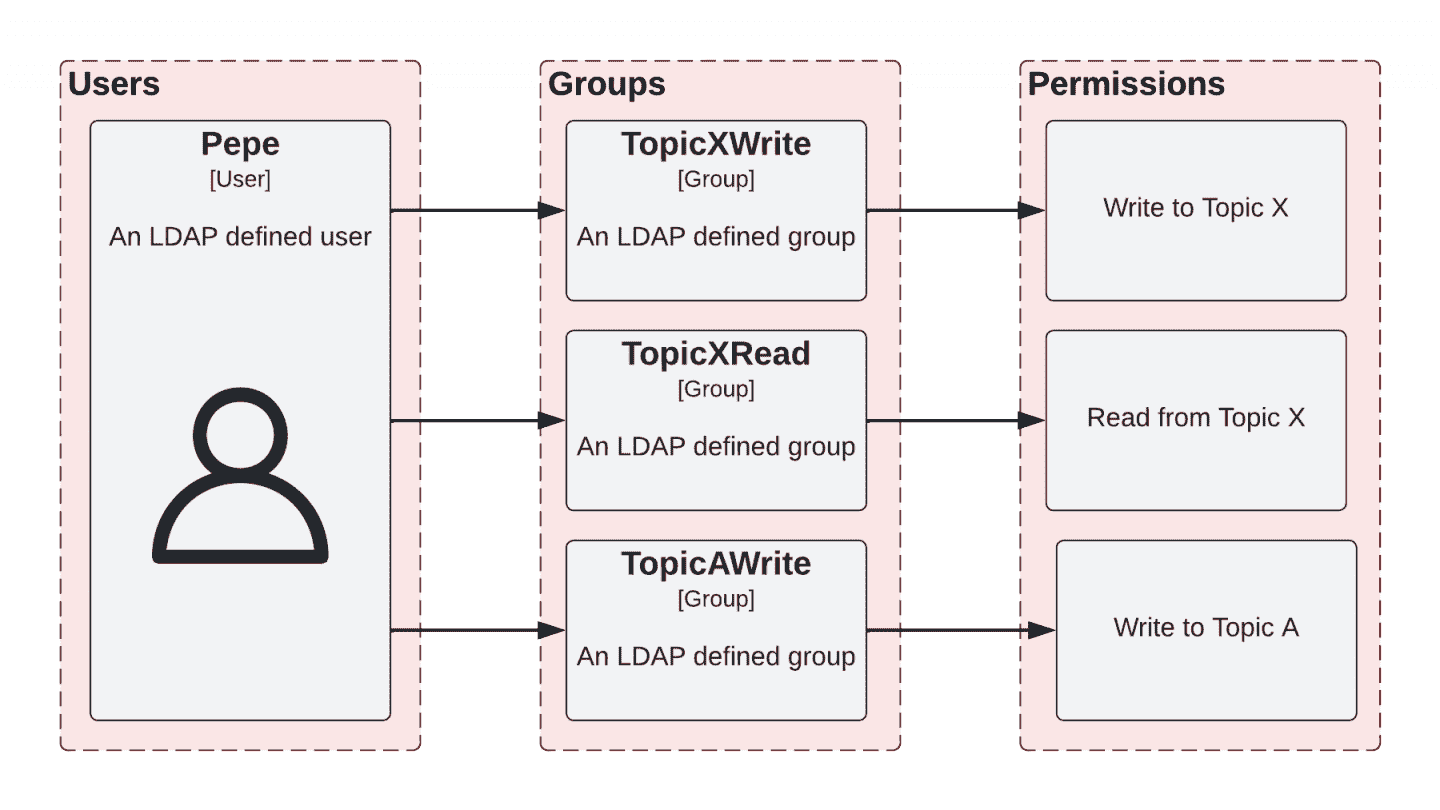 Users
Pepe
[User]
An LDAP defined user
Groups
TopicXWrite
[Group]
An LDAP defined group
TopicXRead
[Group]
An LDAP defined group
TopicAWrite
[Group]
An LDAP defined group
Permissions
Write to Topic X
Read from Topic X
Write to Topic A